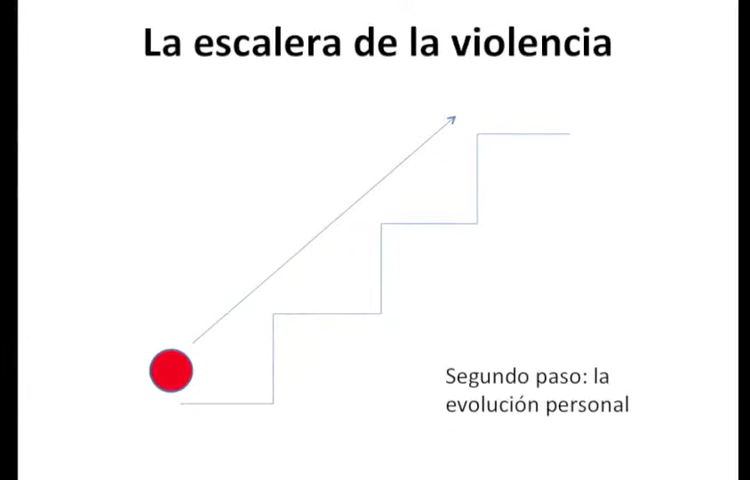 La escalera de la violencia
Segundo paso: la
evolución personal